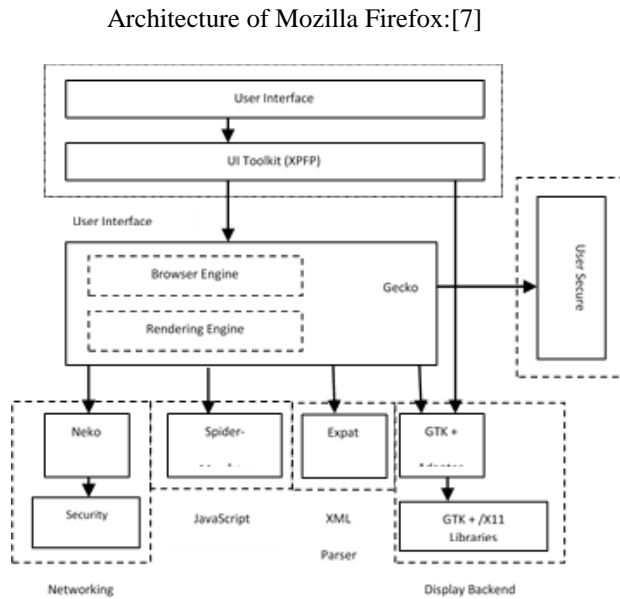 Architecture of Mozilla Firefox:[7]
User Interface
UI Toolkit (XPFP)
User Interface
Browser Engine
Gecko
Rendering Engine
User Secure
Neko
Spider-
Expat
GTK +
Security
JavaScript
XML
Parser
GTK + /X11
Libraries
Networking
Display Backend